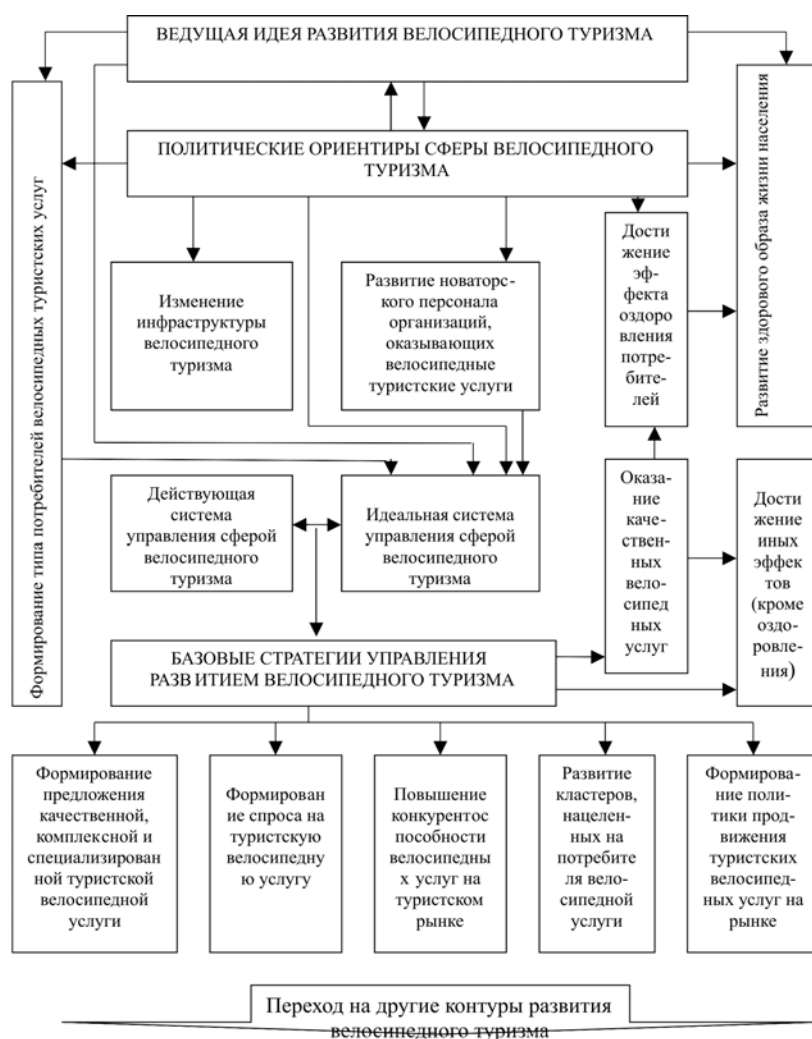 ВЕДУЩАЯ ИДЕЯ РАЗВИТИЯ ВЕЛОСИПЕДНОГО ТУРИЗМА
ПОЛИТИЧЕСКИЕ ОРИЕНТИРЫ СФЕРЫ ВЕЛОСИПЕДНОГО
ТУРИЗМА
Формирование типа потребителей велосипедных туристских услуг
Изменение
инфраструктуры
велосипедного
туризма
Развитие новаторс-
кого персонала
организаций,
оказывающих
велосипедные
туристские услуги
Дости
жение
эф-
фекта
оздоро
вления
потре-
бите-
лей
Развитие здорового образа жизни населения
Действующая
система
управления сферой
велосипедного
туризма
Идеальная система
управления сферой
велосипедного
туризма
Оказа-
ние
каче-
ствен-
ных
вело-
сипед
ных
услуг
Дости
жение
иных
эффек
тов
(кроме
оздо-
ровле-
ния)
БАЗОВЫЕ СТРАТЕГИИ УПРАВЛЕНИЯ
РАЗВ ИТИЕМ ВЕЛОСИПЕДНОГО ТУРИЗМА
Формирование
предложения
качественной,
комплексной и
специализирован
ной туристской
велосипедной
услуги
Формирован
ие спроса на
туристскую
велосипедну
ю услугу
Повышение
конкурентос
пособности
велосипедны
х услуг на
туристском
рынке
Развитие
кластеров,
нацелен-
ных на
потребите
ля вело-
сипедной
услуги
Формирова-
ние поли-
тики прод-
вижения
туристских
велосипед-
ных услуг на
рынке
Переход на другие контуры развития
велосипедного туризма